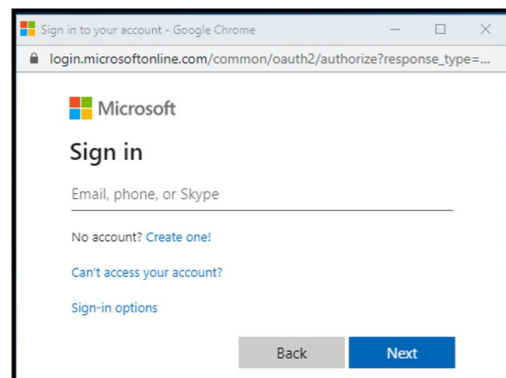 Sign in to your account - Google Chrome
login.microsoftonline.com/common/oauth2/authorize?response_type=...
Microsoft
Sign in
Email, phone, or Skype
No account? Create one!
Can't access your account?
Sign-in options
Back Next